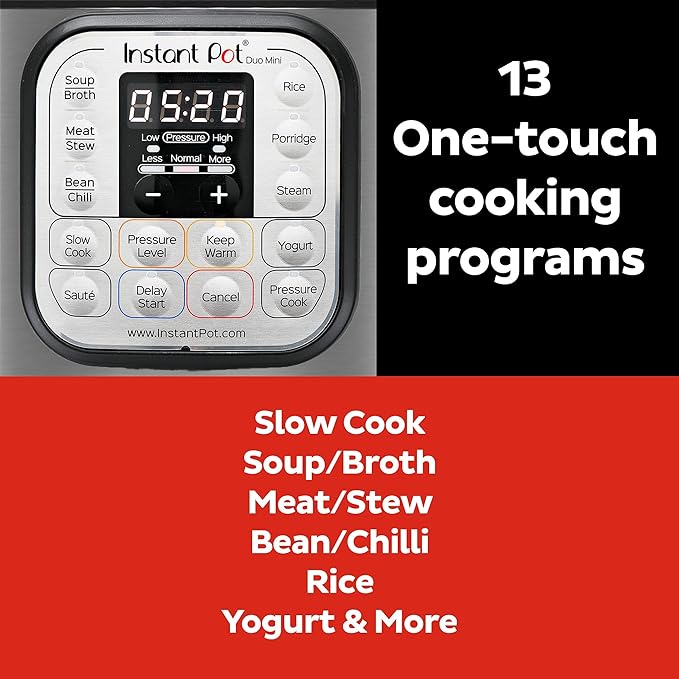 Instant Pot® Duo Mini
Soup
Broth
Meat
Stew
Bean
Chili
05:20
Low Pressure High
Less Normal More
− +
Rice
Porridge
Steam
Slow
Cook
Pressure
Level
Keep
Warm
Yogurt
Sauté
Delay
Start
Cancel
Pressure
Cook
www.InstantPot.com
13
One-touch
cooking
programs
Slow Cook
Soup/Broth
Meat/Stew
Bean/Chilli
Rice
Yogurt & More